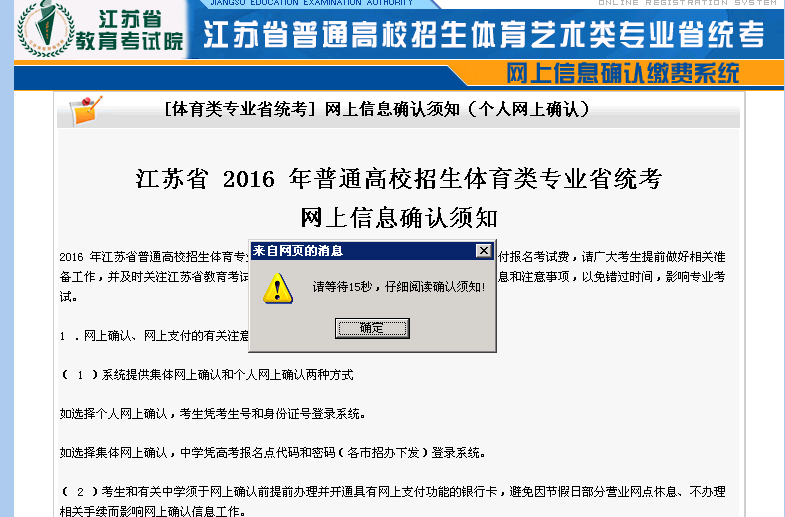 JIANGSU EDUCATION EXAMINATION AUTHORITY
ONLINE REGISTRATION SYSTEM
江苏省
教育考试院
江苏省普通高校招生体育艺术类专业省统考
网上信息确认缴费系统
[体育类专业省统考] 网上信息确认须知（个人网上确认）
江苏省 2016 年普通高校招生体育类专业省统考
网上信息确认须知
2016 年江苏省普通高校招生体育专
付报名考试费，请广大考生提前做好相关准
备工作，并及时关注江苏省教育考试
息和注意事项，以免错过时间，影响专业考
试。
来自网页的消息
请等待15秒，仔细阅读确认须知!
确定
1 ．网上确认、网上支付的有关注意
（ 1 ）系统提供集体网上确认和个人网上确认两种方式
如选择个人网上确认，考生凭考生号和身份证号登录系统。
如选择集体网上确认，中学凭高考报名点代码和密码（各市招办下发）登录系统。
（ 2 ）考生和有关中学须于网上确认前提前办理并开通具有网上支付功能的银行卡，避免因节假日部分营业网点休息、不办理
相关手续而影响网上确认信息工作。